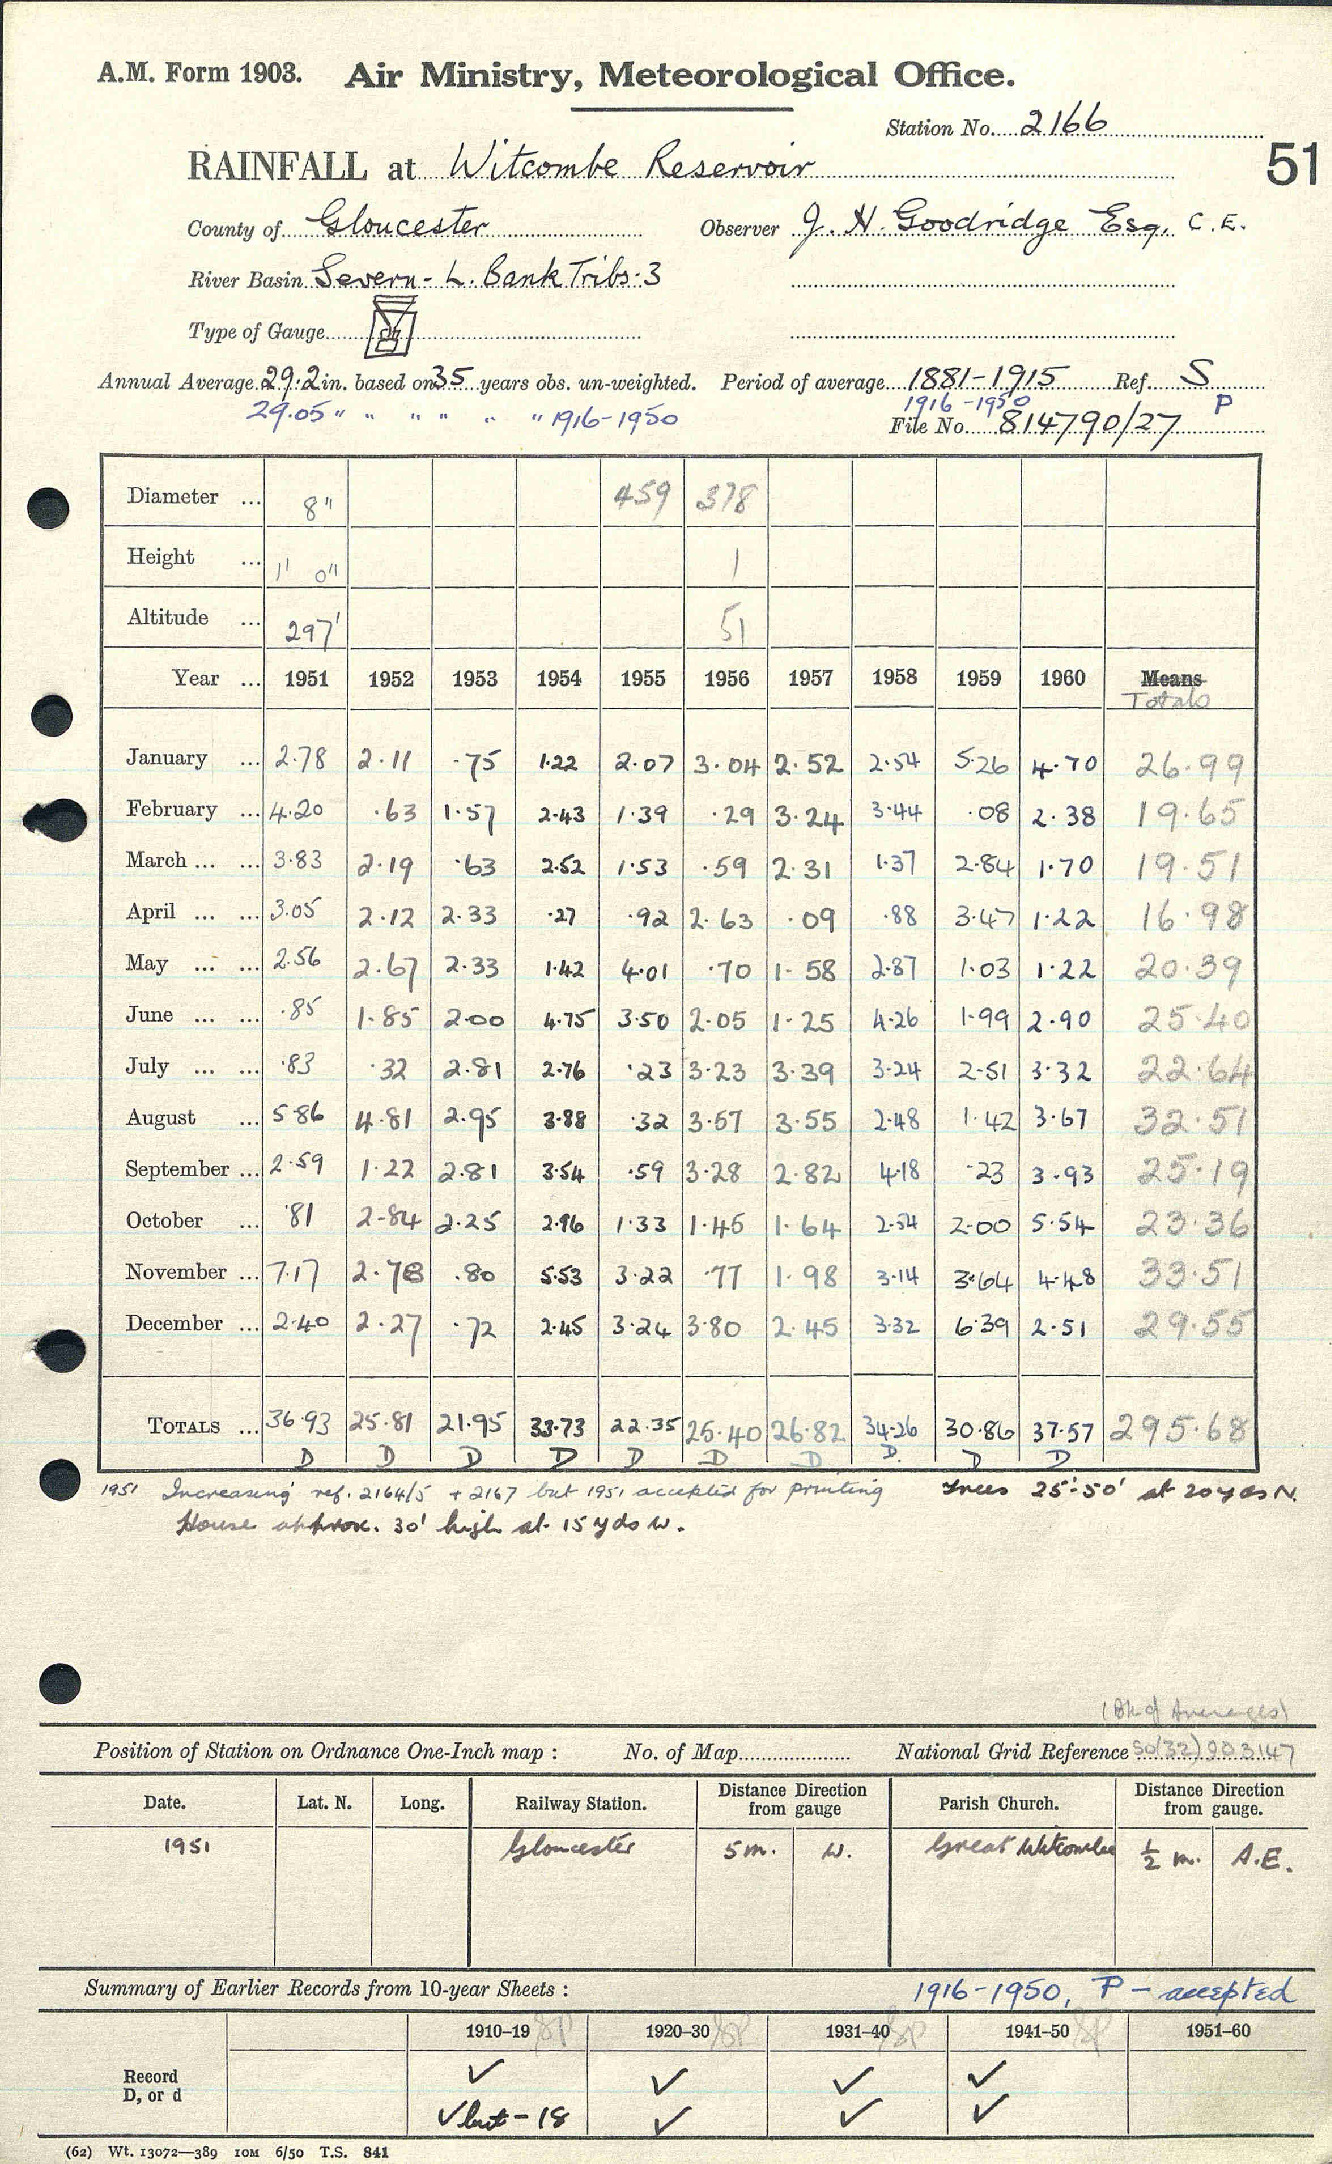 A.M. Form 1903. Air Ministry, Meteorological Office.
Station No. 2166
51
RAINFALL at Witcombe Reservoir
County of Gloucester Observer J. H. Goodridge Esq. C.E.
River Basin Severn - L. Bank Tribs. 3
Type of Gauge
Annual Average 29.2 in. based on 35 years obs. un-weighted. Period of average 1881-1915 Ref. S
29.05 " " " " " " 1916-1950 1916-1950 P
File No. 814790/27
Diameter ... 8" 459 378
Height ... 1' 0" 1
Altitude ... 297' 51
Year ... 1951 1952 1953 1954 1955 1956 1957 1958 1959 1960 Means
Totals
January ... 2.78 2.11 .75 1.22 2.07 3.04 2.52 2.54 5.26 4.70 26.99
February ... 4.20 .63 1.57 2.43 1.39 .29 3.24 3.44 .08 2.38 19.65
March ... ... 3.83 2.19 .63 2.52 1.53 .59 2.31 1.37 2.84 1.70 19.51
April ... ... 3.05 2.12 2.33 .27 .92 2.63 .09 .88 3.47 1.22 16.98
May ... ... 2.56 2.67 2.33 1.42 4.01 .70 1.58 2.87 1.03 1.22 20.39
June ... ... .85 1.85 2.00 4.75 3.50 2.05 1.25 4.26 1.99 2.90 25.40
July ... ... .83 .32 2.81 2.76 .23 3.23 3.39 3.24 2.51 3.32 22.64
August ... 5.86 4.81 2.95 3.88 .32 3.57 3.55 2.48 1.42 3.67 32.51
September ... 2.59 1.22 2.81 3.54 .59 3.28 2.82 4.18 .23 3.93 25.19
October ... .81 2.84 2.25 2.96 1.33 1.45 1.64 2.54 2.00 5.54 23.36
November ... 7.17 2.78 .80 5.53 3.22 .77 1.98 3.14 3.64 4.48 33.51
December ... 2.40 2.27 .72 2.45 3.24 3.80 2.45 3.32 6.39 2.51 29.55
TOTALS ... 36.93 25.81 21.95 33.73 22.35 25.40 26.82 34.26 30.86 37.57 295.68
D D D D D D D D. D D
1951 Increasing ref. 2164/5 + 2167 but 1951 accepted for printing Trees 25'-50' at 20 yds N.
House approx. 30' high at 15 yds W.
(Bk of Averages)
Position of Station on Ordnance One-Inch map : No. of Map National Grid Reference SO(32)903147
Date. Lat. N. Long. Railway Station. Distance from gauge Direction Parish Church. Distance from gauge. Direction
1951 Gloucester 5 m. W. Great Witcombe ½ m. A.E.
Summary of Earlier Records from 10-year Sheets : 1916-1950, P - accepted
1910-19 SP 1920-30 SP 1931-40 SP 1941-50 SP 1951-60
Record ✓ ✓ ✓ ✓
D, or d ✓ but - 18 ✓ ✓ ✓
(62) Wt. 13072—389 10M 6/50 T.S. 841